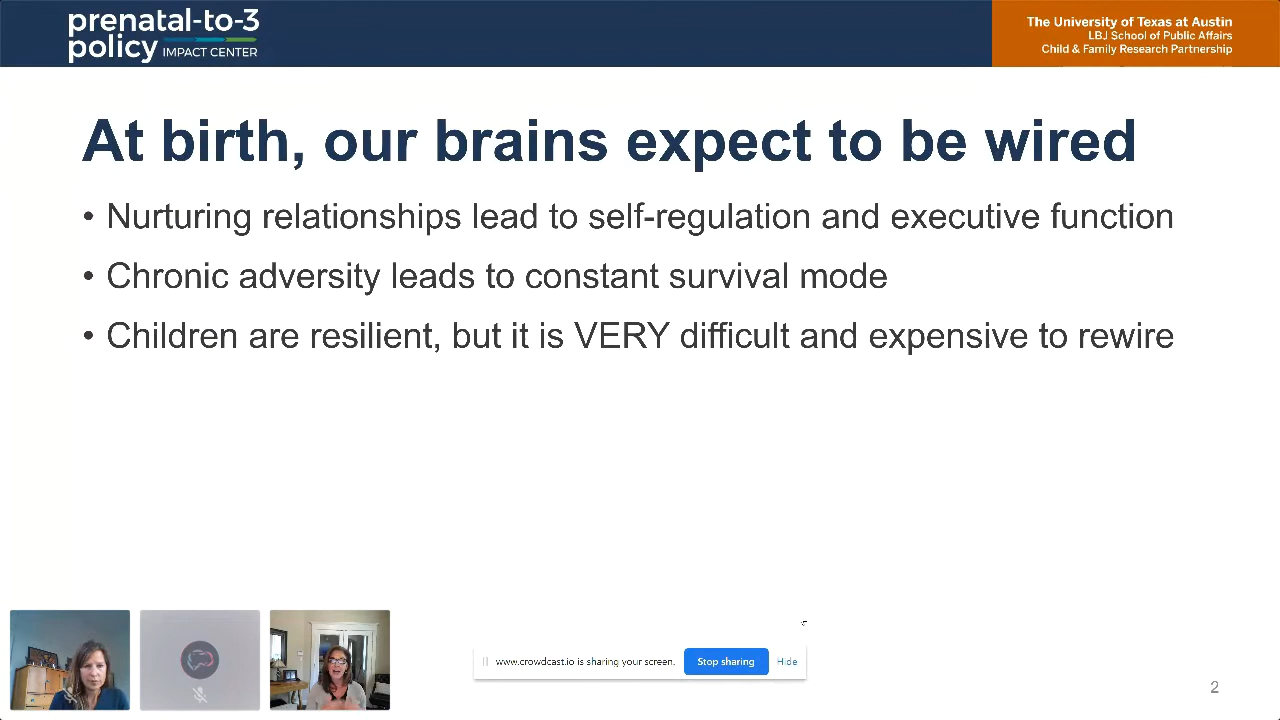 prenatal-to-3
policy IMPACT CENTER
The University of Texas at Austin
LBJ School of Public Affairs
Child & Family Research Partnership
At birth, our brains expect to be wired
• Nurturing relationships lead to self-regulation and executive function
• Chronic adversity leads to constant survival mode
• Children are resilient, but it is VERY difficult and expensive to rewire
www.crowdcast.io is sharing your screen. Stop sharing Hide
2